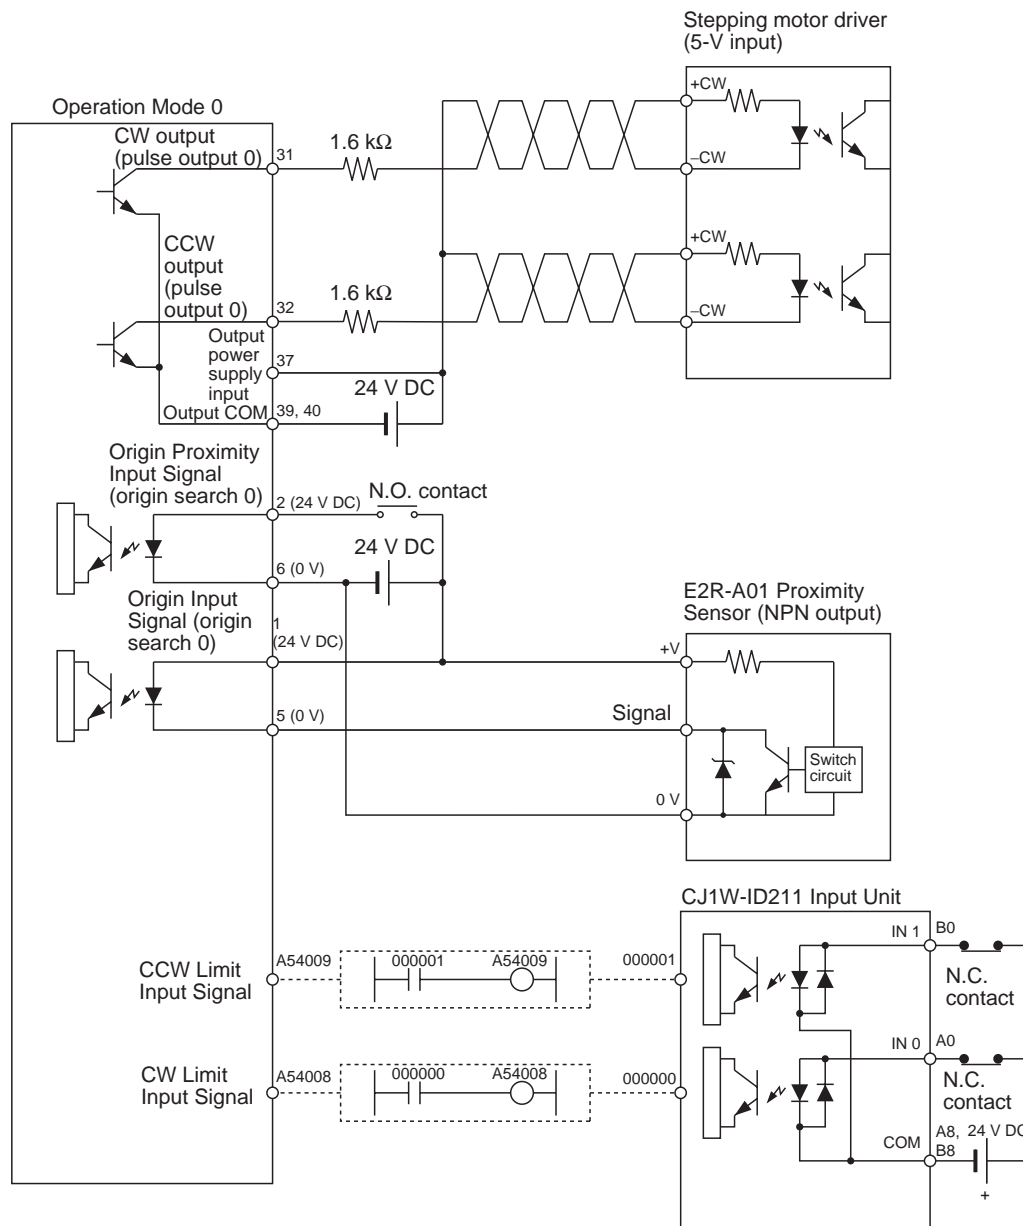 Stepping motor driver
(5-V input)
Operation Mode 0
CW output
(pulse output 0)
31
1.6 kΩ
+CW
–CW
CCW
output
(pulse
output 0)
32
1.6 kΩ
+CW
–CW
Output
power
supply
input
37
24 V DC
Output COM
39, 40
Origin Proximity
Input Signal
(origin search 0)
2 (24 V DC)
N.O. contact
24 V DC
6 (0 V)
Origin Input
Signal (origin
search 0)
1
(24 V DC)
E2R-A01 Proximity
Sensor (NPN output)
+V
5 (0 V)
Signal
Switch
circuit
0 V
CJ1W-ID211 Input Unit
IN 1
B0
N.C.
contact
CCW Limit
Input Signal
A54009
000001
A54009
000001
IN 0
A0
N.C.
contact
CW Limit
Input Signal
A54008
000000
A54008
000000
COM
A8,
B8
24 V DC
+